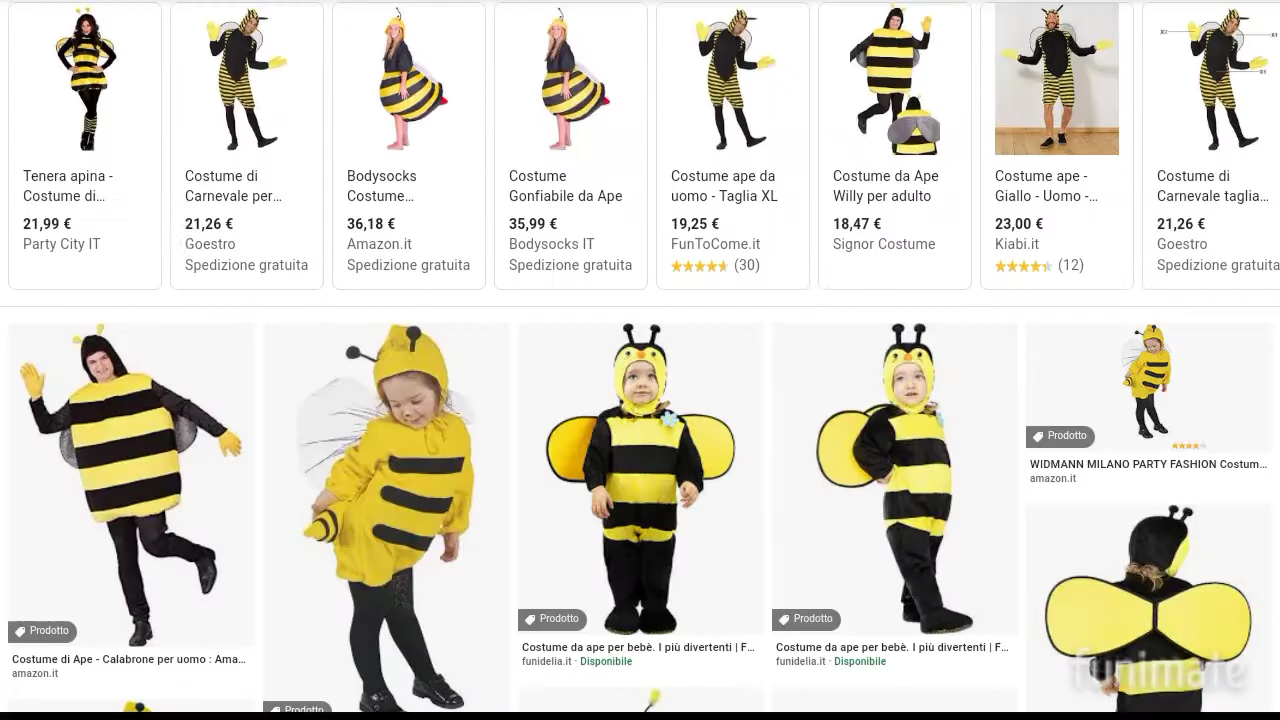 Tenera apina -
Costume di...
21,99 €
Party City IT
Costume di
Carnevale per...
21,26 €
Goestro
Spedizione gratuita
Bodysocks
Costume...
36,18 €
Amazon.it
Spedizione gratuita
Costume
Gonfiabile da Ape
35,99 €
Bodysocks IT
Spedizione gratuita
Costume ape da
uomo - Taglia XL
19,25 €
FunToCome.it
(30)
Costume da Ape
Willy per adulto
18,47 €
Signor Costume
Costume ape -
Giallo - Uomo -...
23,00 €
Kiabi.it
(12)
Costume di
Carnevale taglia...
21,26 €
Goestro
Spedizione gratuita
Prodotto
Costume di Ape - Calabrone per uomo : Ama...
amazon.it
Prodotto
Prodotto
Costume da ape per bebè. I più divertenti | F...
funidelia.it · Disponibile
Prodotto
Costume da ape per bebè. I più divertenti | F...
funidelia.it · Disponibile
Prodotto
WIDMANN MILANO PARTY FASHION Costum...
amazon.it
funimate